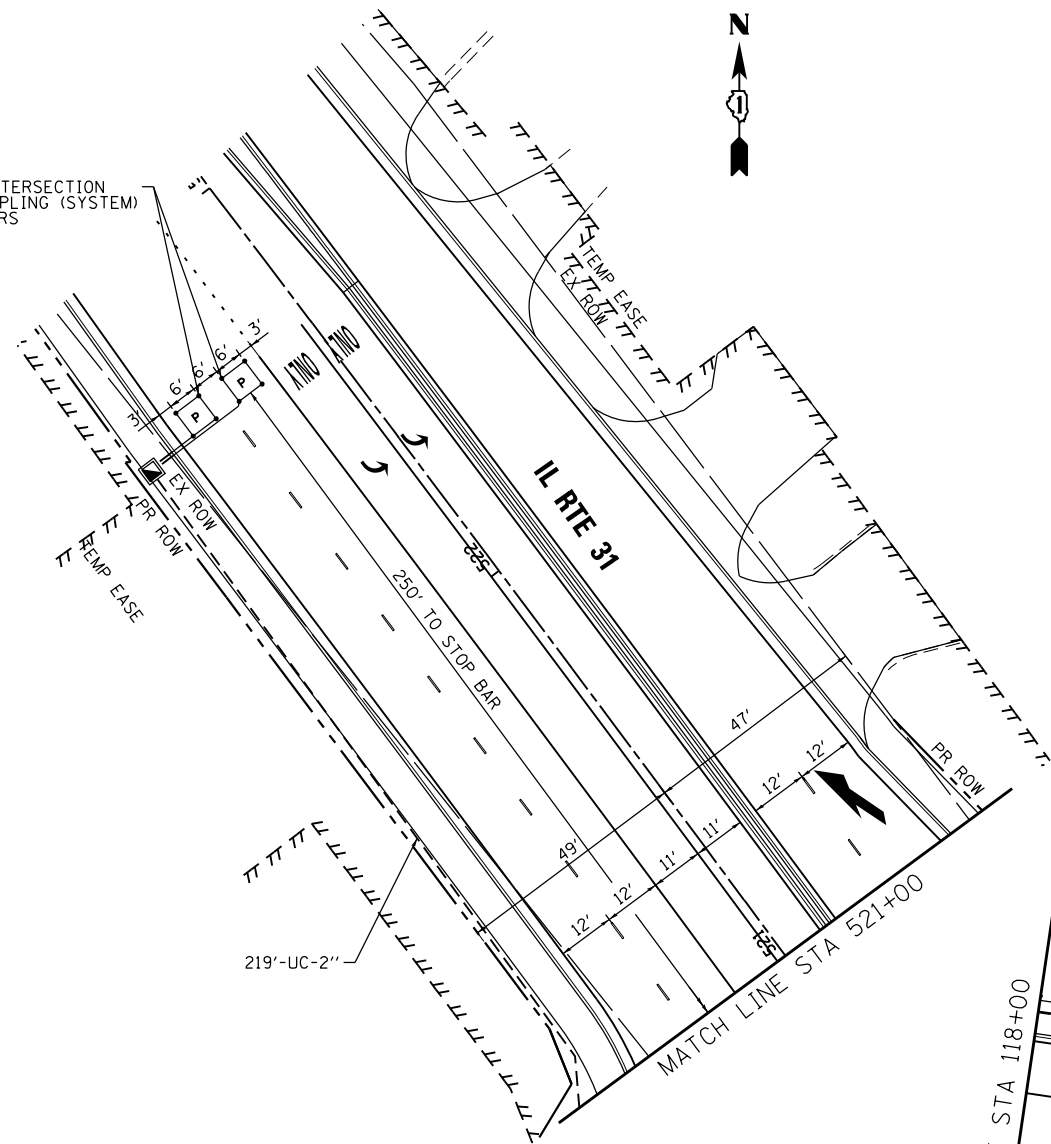 N
1
TERSECTION
PLING (SYSTEM)
RS
TEMP EASE
EX ROW
3'
6'
6'
6'
3'
P
P
ONLY
ONLY
EX ROW
PR ROW
TEMP EASE
IL RTE 31
522
250' TO STOP BAR
47'
12'
12'
11'
49'
11'
12'
12'
PR ROW
521
219'-UC-2''
MATCH LINE STA 521+00
STA 118+00